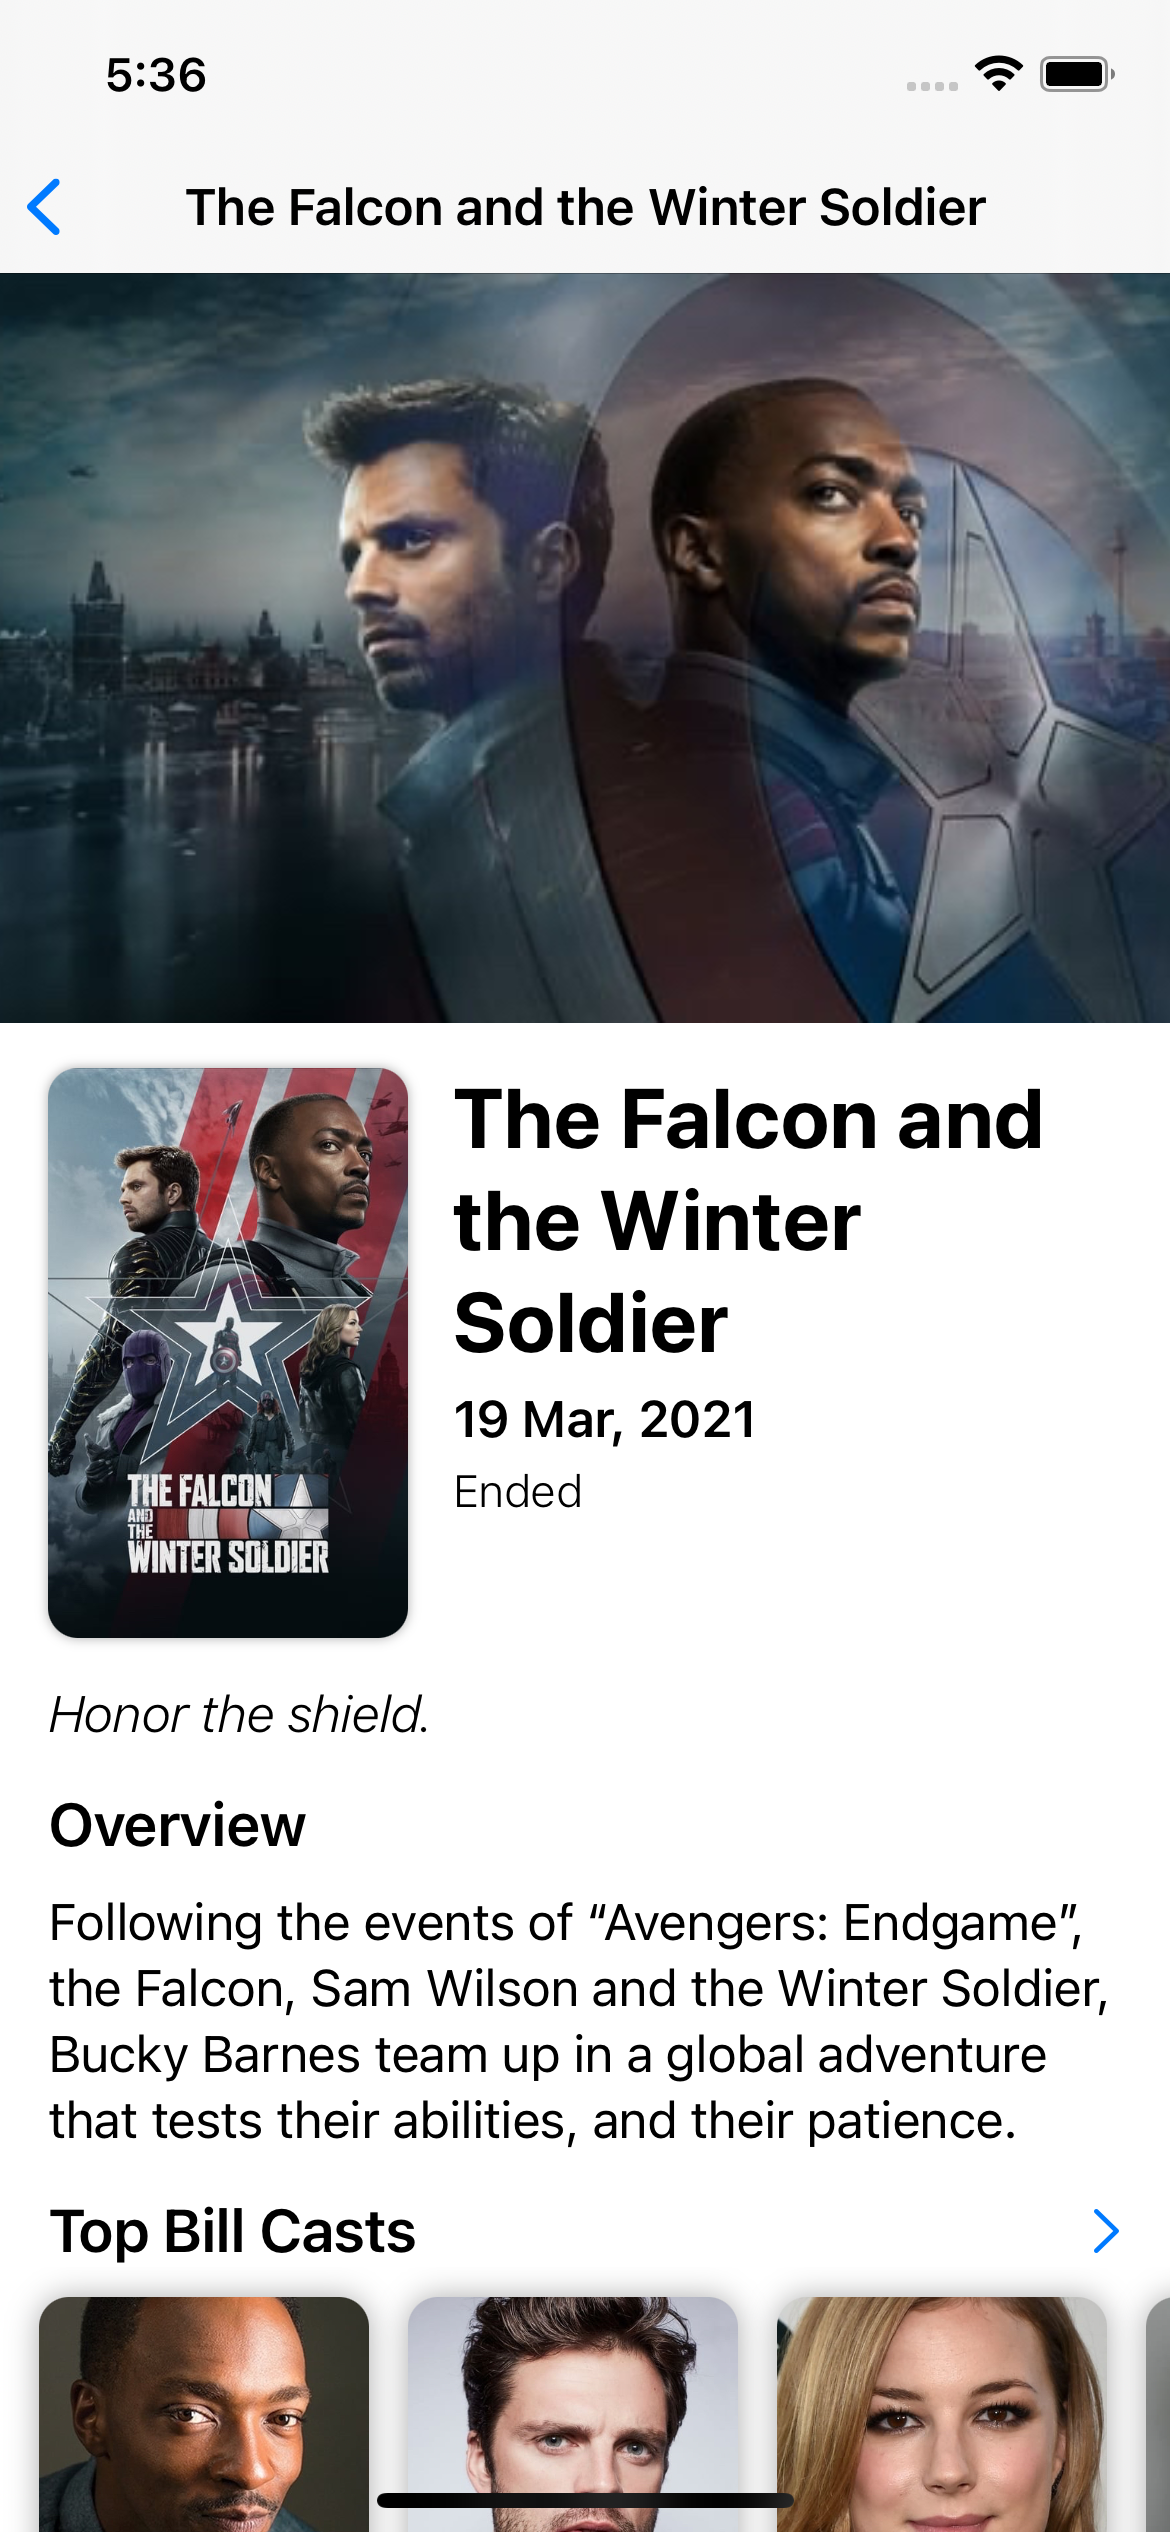 5:36
The Falcon and the Winter Soldier
THE FALCON
AND
THE
WINTER SOLDIER
The Falcon and
the Winter
Soldier
19 Mar, 2021
Ended
Honor the shield.
Overview
Following the events of “Avengers: Endgame”,
the Falcon, Sam Wilson and the Winter Soldier,
Bucky Barnes team up in a global adventure
that tests their abilities, and their patience.
Top Bill Casts